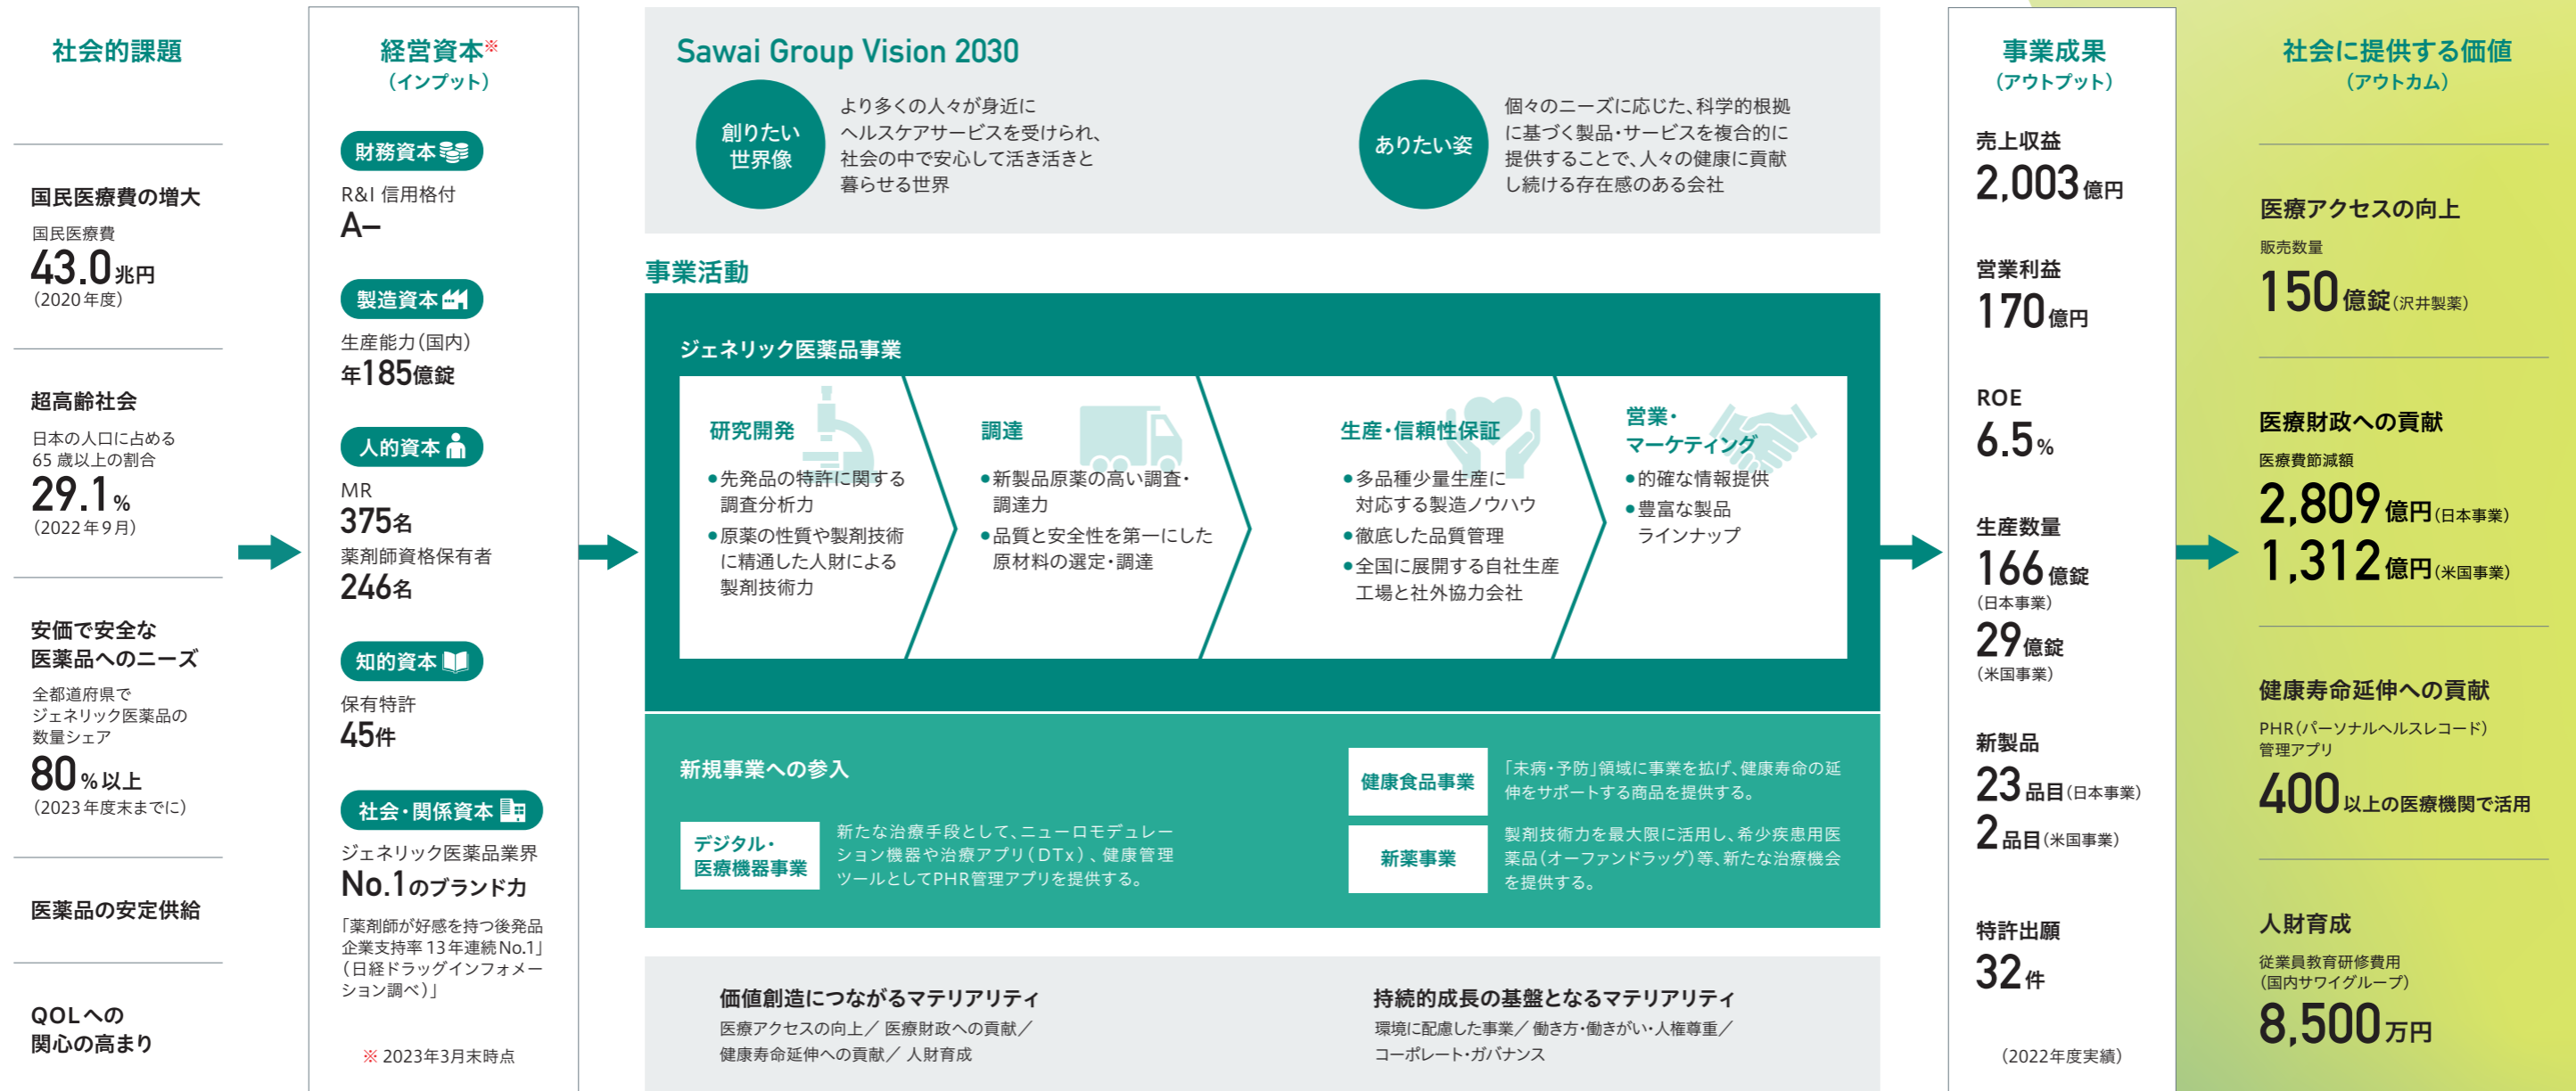 社会的課題
国民医療費の増大
国民医療費
43.0兆円
（2020年度）
超高齢社会
日本の人口に占める
65 歳以上の割合
29.1%
（2022年9月）
安価で安全な
医薬品へのニーズ
全都道府県で
ジェネリック医薬品の
数量シェア
80%以上
（2023年度末までに）
医薬品の安定供給
QOLへの
関心の高まり
経営資本※
（インプット）
財務資本
R&I 信用格付
A−
製造資本
生産能力（国内）
年185億錠
人的資本
MR
375名
薬剤師資格保有者
246名
知的資本
保有特許
45件
社会・関係資本
ジェネリック医薬品業界
No.1のブランド力
「薬剤師が好感を持つ後発品
企業支持率 13年連続No.1」
（日経ドラッグインフォメー
ション調べ）」
※ 2023年3月末時点
Sawai Group Vision 2030
創りたい
世界像
より多くの人々が身近に
ヘルスケアサービスを受けられ、
社会の中で安心して活き活きと
暮らせる世界
ありたい姿
個々のニーズに応じた、科学的根拠
に基づく製品・サービスを複合的に
提供することで、人々の健康に貢献
し続ける存在感のある会社
事業活動
ジェネリック医薬品事業
研究開発
●先発品の特許に関する
調査分析力
●原薬の性質や製剤技術
に精通した人財による
製剤技術力
調達
●新製品原薬の高い調査・
調達力
●品質と安全性を第一にした
原材料の選定・調達
生産・信頼性保証
●多品種少量生産に
対応する製造ノウハウ
●徹底した品質管理
●全国に展開する自社生産
工場と社外協力会社
営業・
マーケティング
●的確な情報提供
●豊富な製品
ラインナップ
新規事業への参入
デジタル・
医療機器事業
新たな治療手段として、ニューロモデュレー
ション機器や治療アプリ（DTx）、健康管理
ツールとしてPHR管理アプリを提供する。
健康食品事業
「未病・予防」領域に事業を拡げ、健康寿命の延
伸をサポートする商品を提供する。
新薬事業
製剤技術力を最大限に活用し、希少疾患用医
薬品（オーファンドラッグ）等、新たな治療機会
を提供する。
価値創造につながるマテリアリティ
医療アクセスの向上／ 医療財政への貢献／
健康寿命延伸への貢献／ 人財育成
持続的成長の基盤となるマテリアリティ
環境に配慮した事業／ 働き方・働きがい・人権尊重／
コーポレート・ガバナンス
事業成果
（アウトプット）
売上収益
2,003億円
営業利益
170億円
ROE
6.5%
生産数量
166億錠
（日本事業）
29億錠
（米国事業）
新製品
23品目（日本事業）
2品目（米国事業）
特許出願
32件
（2022年度実績）
社会に提供する価値
（アウトカム）
医療アクセスの向上
販売数量
150億錠（沢井製薬）
医療財政への貢献
医療費節減額
2,809億円（日本事業）
1,312億円（米国事業）
健康寿命延伸への貢献
PHR（パーソナルヘルスレコード）
管理アプリ
400以上の医療機関で活用
人財育成
従業員教育研修費用
（国内サワイグループ）
8,500万円